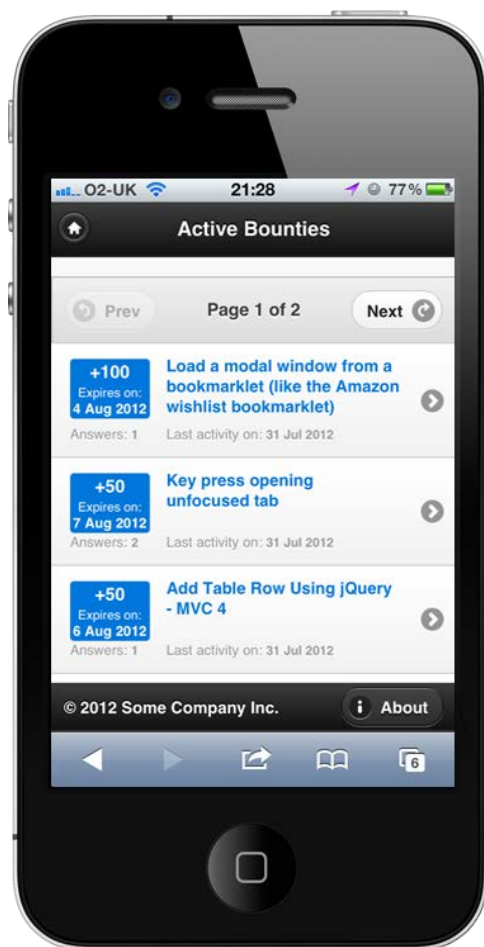 O2-UK 21:28 77%
Active Bounties
Prev Page 1 of 2 Next
+100
Expires on:
4 Aug 2012
Answers: 1
Load a modal window from a
bookmarklet (like the Amazon
wishlist bookmarklet)
Last activity on: 31 Jul 2012
+50
Expires on:
7 Aug 2012
Answers: 2
Key press opening
unfocused tab
Last activity on: 31 Jul 2012
+50
Expires on:
6 Aug 2012
Answers: 1
Add Table Row Using jQuery
- MVC 4
Last activity on: 31 Jul 2012
© 2012 Some Company Inc. i About
6